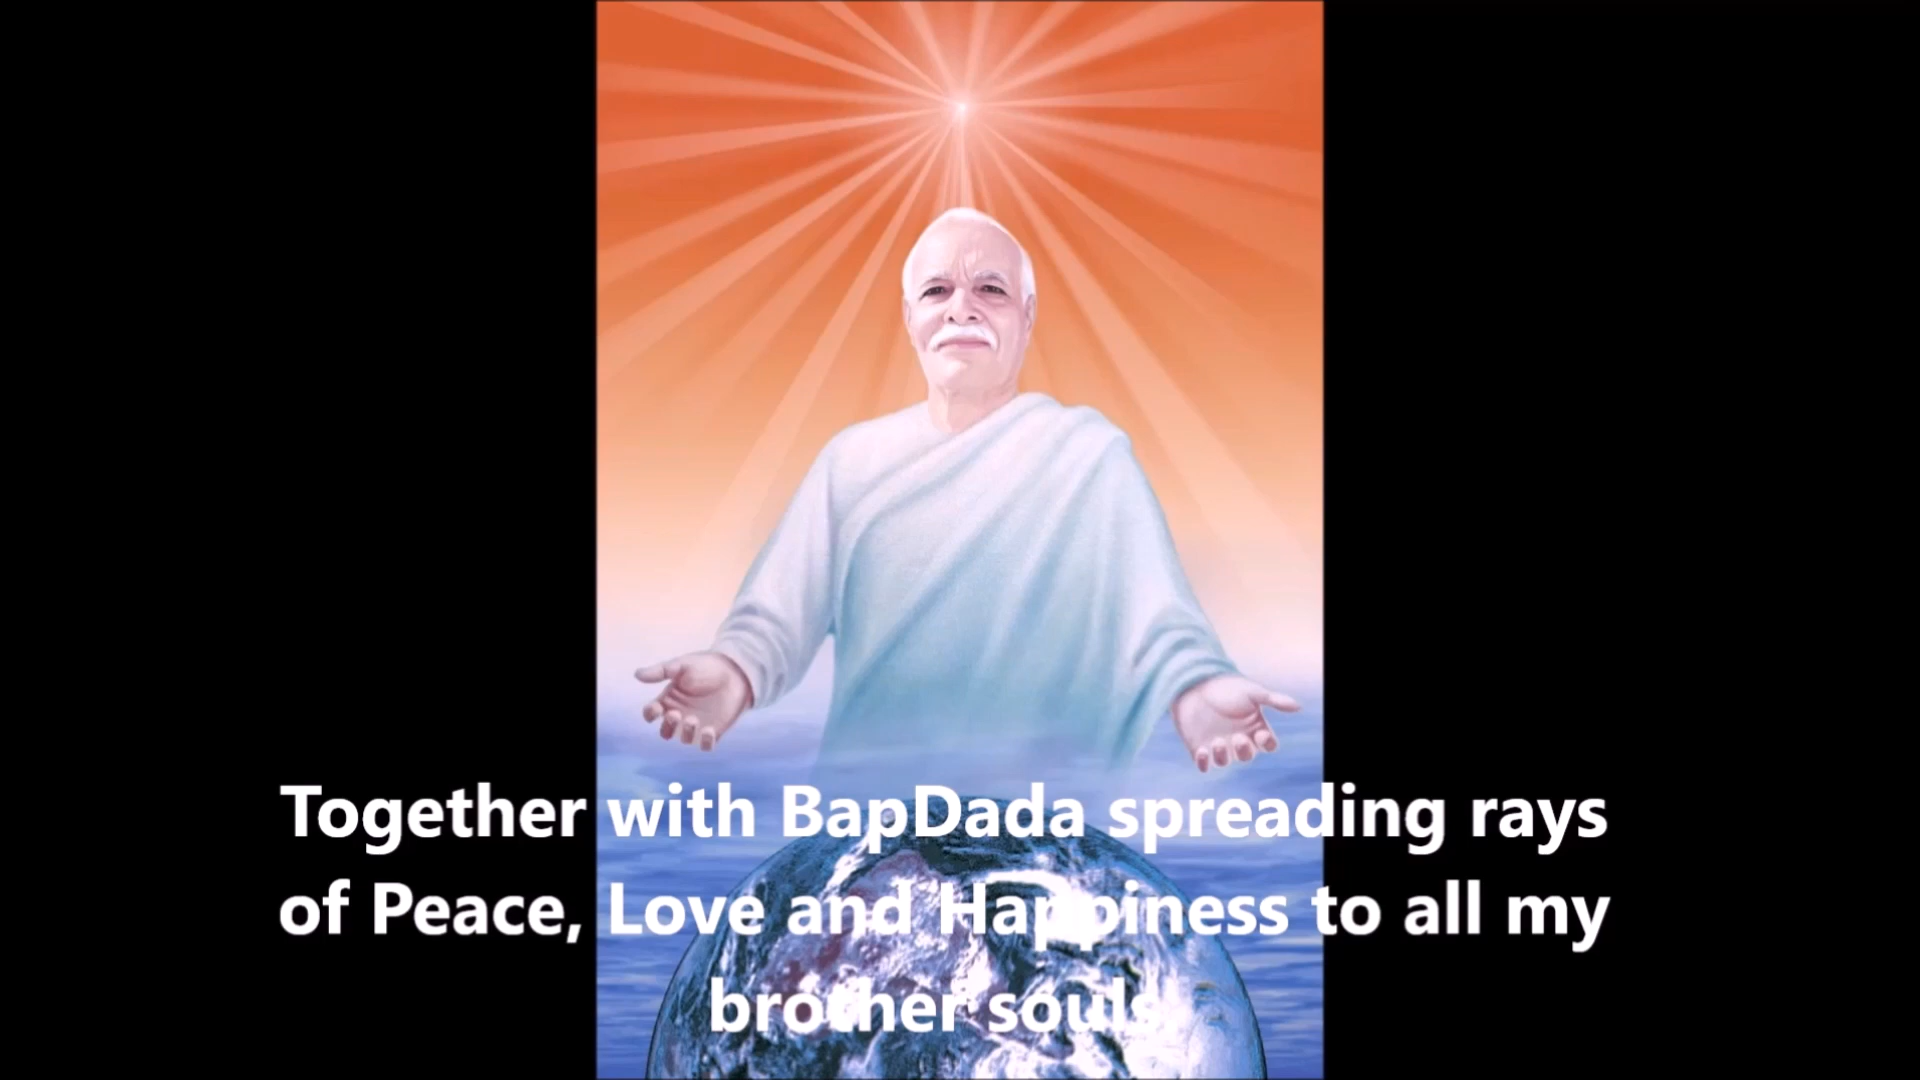 Together with BapDada spreading rays
of Peace, Love and Happiness to all my
brother souls.